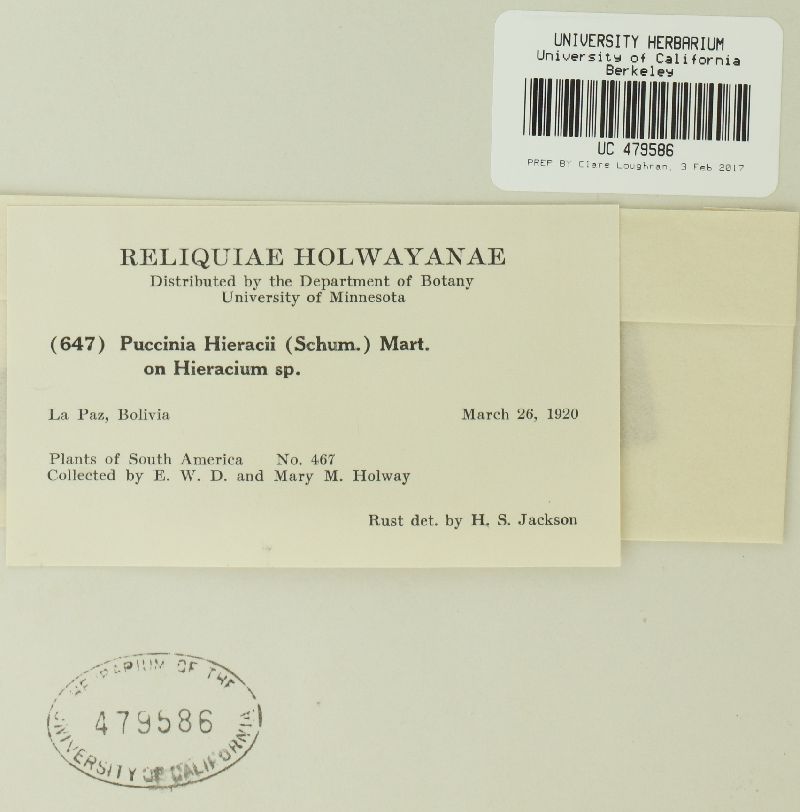 UNIVERSITY HERBARIUM
University of California
Berkeley
UC 479586
PREP BY Clare Loughran, 3 Feb 2017
RELIQUIAE HOLWAYANAE
Distributed by the Department of Botany
University of Minnesota
(647) Puccinia Hieracii (Schum.) Mart.
on Hieracium sp.
La Paz, Bolivia March 26, 1920
Plants of South America No. 467
Collected by E. W. D. and Mary M. Holway
Rust det. by H. S. Jackson
HERBARIUM OF THE
479586
UNIVERSITY OF CALIFORNIA